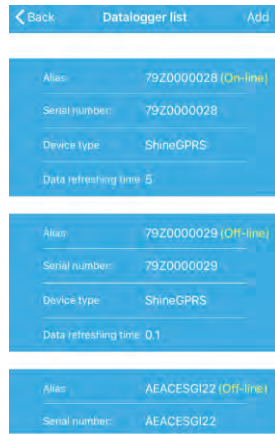 Back Datalogger list Add
Alias: 79Z0000028 (On-line)
Serial number: 79Z0000028
Device type ShineGPRS
Data refreshing time 5
Alias: 79Z0000029 (Off-line)
Serial number: 79Z0000029
Device type ShineGPRS
Data refreshing time 0.1
Alias: AEACESGI22 (Off-line)
Serial number: AEACESGI22